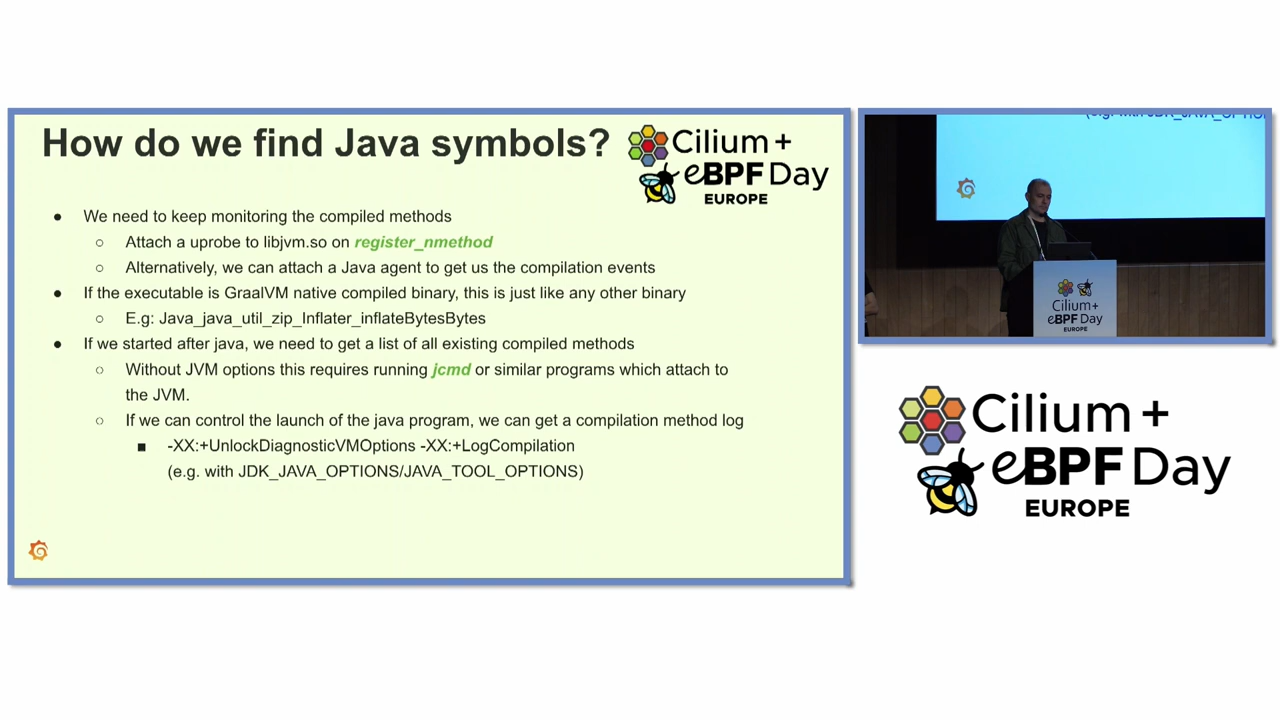 How do we find Java symbols?
Cilium +
eBPF Day
EUROPE
● We need to keep monitoring the compiled methods
○ Attach a uprobe to libjvm.so on register_nmethod
○ Alternatively, we can attach a Java agent to get us the compilation events
● If the executable is GraalVM native compiled binary, this is just like any other binary
○ E.g: Java_java_util_zip_Inflater_inflateBytesBytes
● If we started after java, we need to get a list of all existing compiled methods
○ Without JVM options this requires running jcmd or similar programs which attach to
the JVM.
○ If we can control the launch of the java program, we can get a compilation method log
■ -XX:+UnlockDiagnosticVMOptions -XX:+LogCompilation
(e.g. with JDK_JAVA_OPTIONS/JAVA_TOOL_OPTIONS)
Cilium+
eBPF Day
EUROPE
Cilium +
eBPF Day
EUROPE